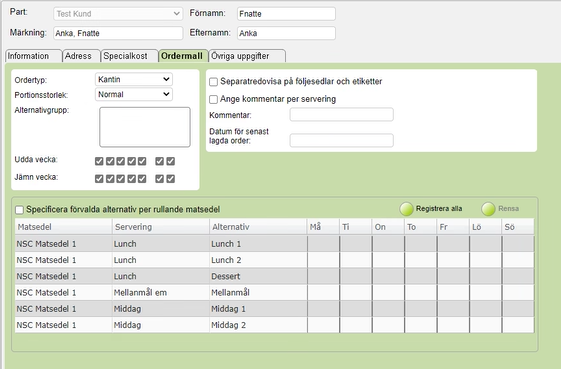 Part: Test Kund Förnamn: Fnatte
Märkning: Anka, Fnatte Efternamn: Anka
Information Adress Specialkost Ordermall Övriga uppgifter
Ordertyp: Kantin
Portionsstorlek: Normal
Alternativgrupp:
Udda vecka:
Jämn vecka:
Separatredovisa på följesedlar och etiketter
Ange kommentar per servering
Kommentar:
Datum för senast
lagda order:
Specificera förvalda alternativ per rullande matsedel Registrera alla Rensa
Matsedel Servering Alternativ Må Ti On To Fr Lö Sö
NSC Matsedel 1 Lunch Lunch 1
NSC Matsedel 1 Lunch Lunch 2
NSC Matsedel 1 Lunch Dessert
NSC Matsedel 1 Mellanmål em Mellanmål
NSC Matsedel 1 Middag Middag 1
NSC Matsedel 1 Middag Middag 2